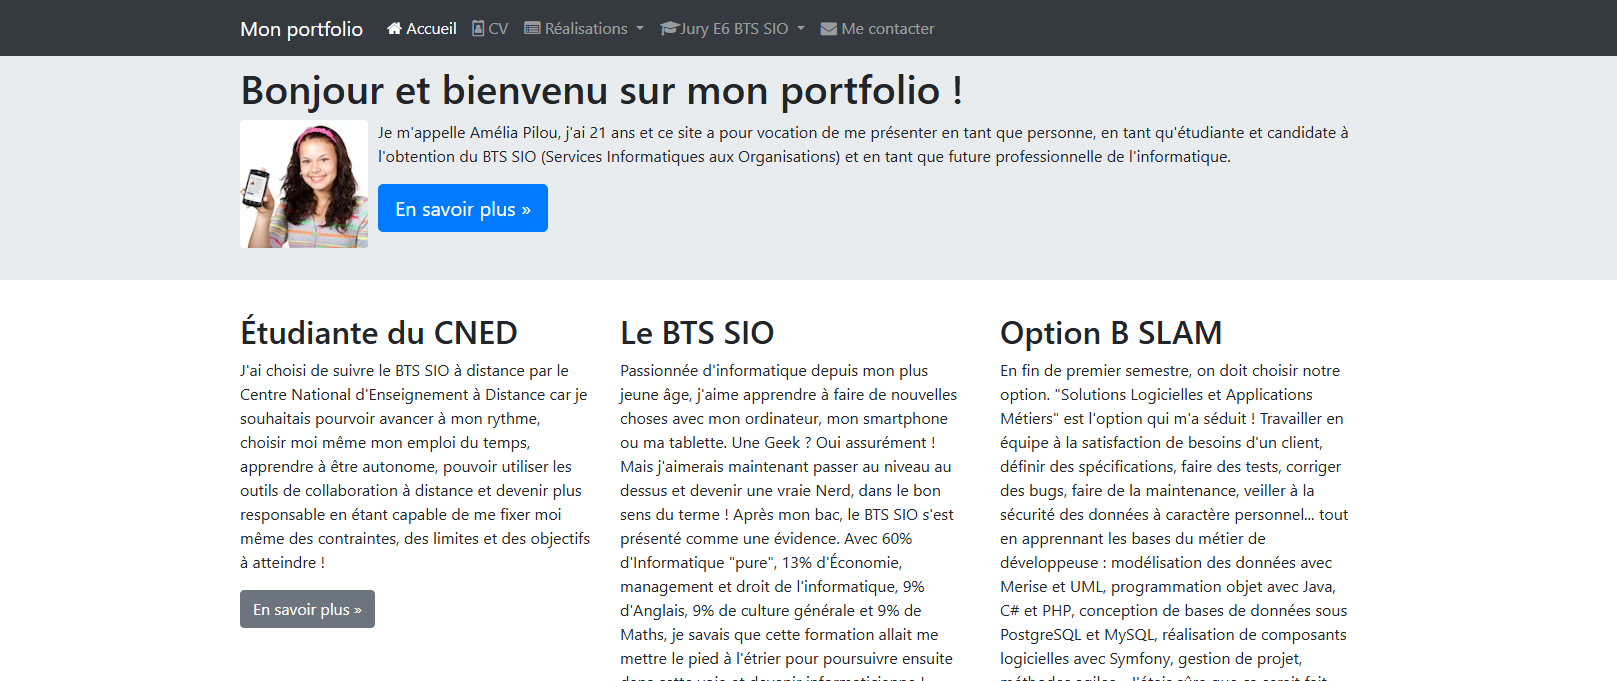 Mon portfolio Accueil CV Réalisations Jury E6 BTS SIO Me contacter
Bonjour et bienvenu sur mon portfolio !
Je m'appelle Amélia Pilou, j'ai 21 ans et ce site a pour vocation de me présenter en tant que personne, en tant qu'étudiante et candidate à
l'obtention du BTS SIO (Services Informatiques aux Organisations) et en tant que future professionnelle de l'informatique.
En savoir plus »
Étudiante du CNED
J'ai choisi de suivre le BTS SIO à distance par le
Centre National d'Enseignement à Distance car je
souhaitais pourvoir avancer à mon rythme,
choisir moi même mon emploi du temps,
apprendre à être autonome, pouvoir utiliser les
outils de collaboration à distance et devenir plus
responsable en étant capable de me fixer moi
même des contraintes, des limites et des objectifs
à atteindre !
En savoir plus »
Le BTS SIO
Passionnée d'informatique depuis mon plus
jeune âge, j'aime apprendre à faire de nouvelles
choses avec mon ordinateur, mon smartphone
ou ma tablette. Une Geek ? Oui assurément !
Mais j'aimerais maintenant passer au niveau au
dessus et devenir une vraie Nerd, dans le bon
sens du terme ! Après mon bac, le BTS SIO s'est
présenté comme une évidence. Avec 60%
d'Informatique "pure", 13% d'Économie,
management et droit de l'informatique, 9%
d'Anglais, 9% de culture générale et 9% de
Maths, je savais que cette formation allait me
mettre le pied à l'étrier pour poursuivre ensuite
dans cette voie et devenir informaticienne !
Option B SLAM
En fin de premier semestre, on doit choisir notre
option. "Solutions Logicielles et Applications
Métiers" est l'option qui m'a séduit ! Travailler en
équipe à la satisfaction de besoins d'un client,
définir des spécifications, faire des tests, corriger
des bugs, faire de la maintenance, veiller à la
sécurité des données à caractère personnel... tout
en apprennant les bases du métier de
développeuse : modélisation des données avec
Merise et UML, programmation objet avec Java,
C# et PHP, conception de bases de données sous
PostgreSQL et MySQL, réalisation de composants
logicielles avec Symfony, gestion de projet,
méthodes agiles... J'étais sûre que ce serait fait